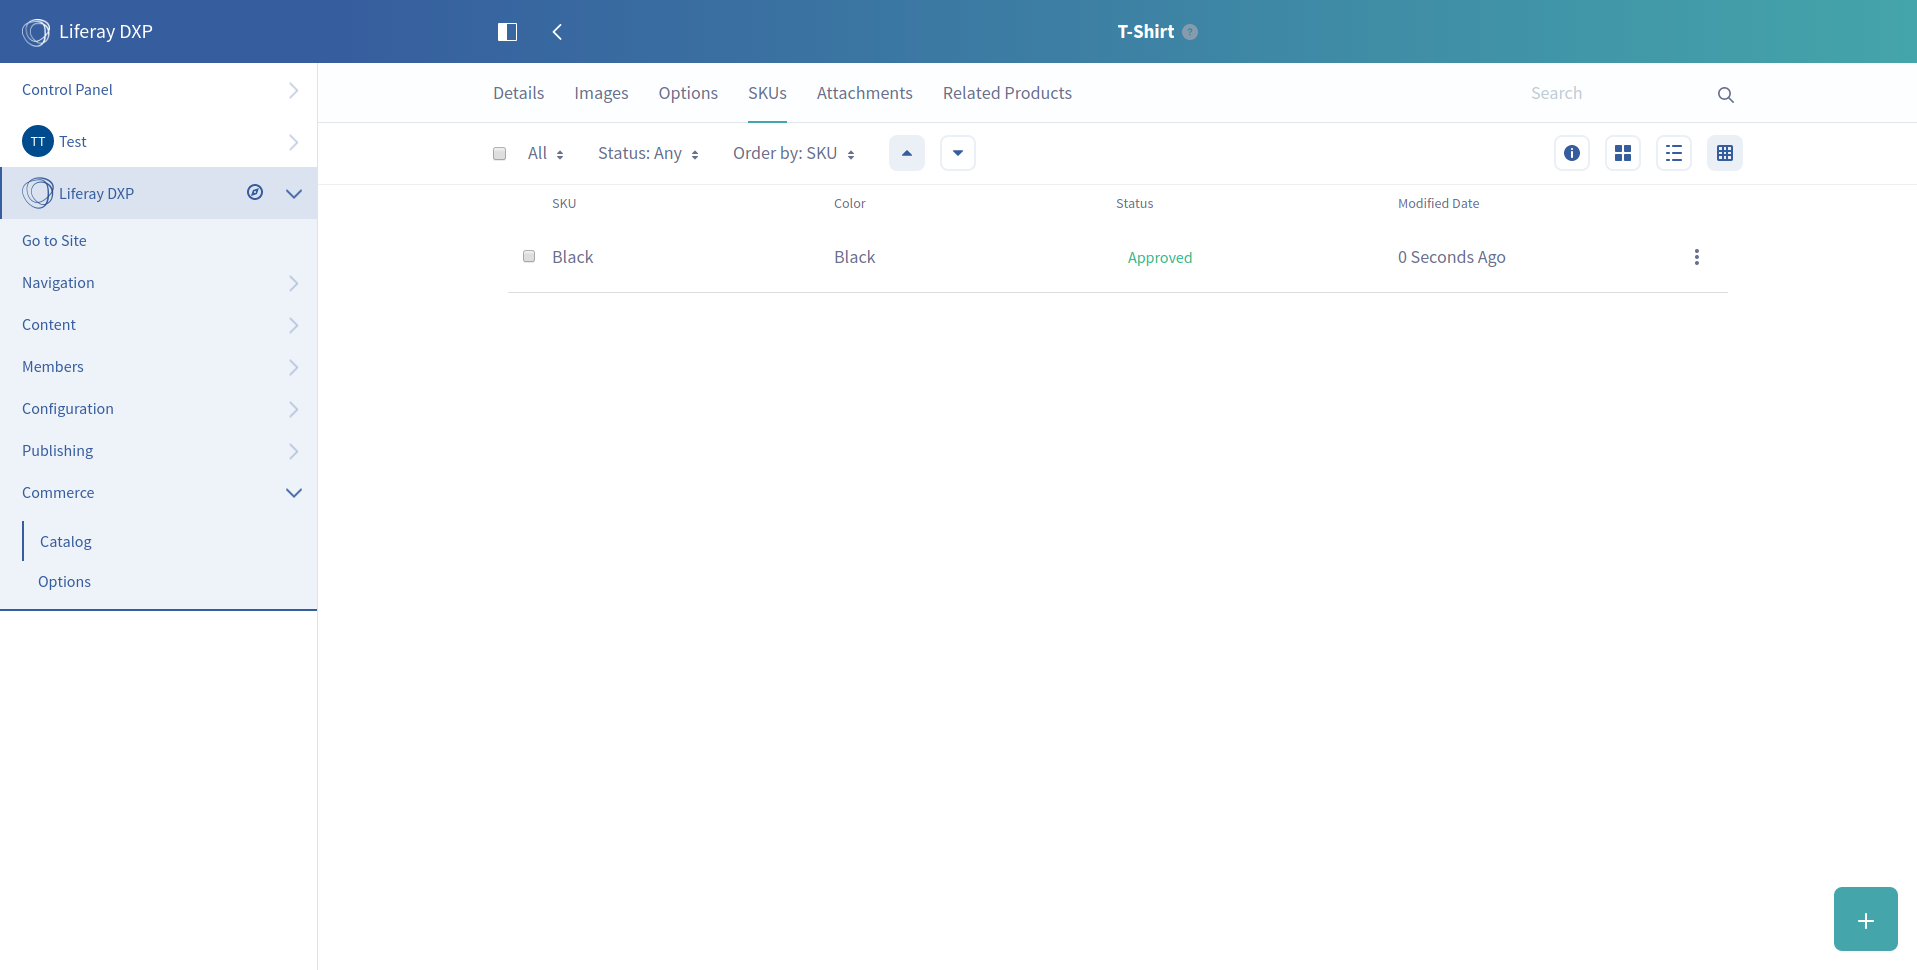 Liferay DXP
T-Shirt ?
Control Panel
TT Test
Liferay DXP
Go to Site
Navigation
Content
Members
Configuration
Publishing
Commerce
Catalog
Options
Details Images Options SKUs Attachments Related Products Search
All Status: Any Order by: SKU
SKU Color Status Modified Date
Black Black Approved 0 Seconds Ago